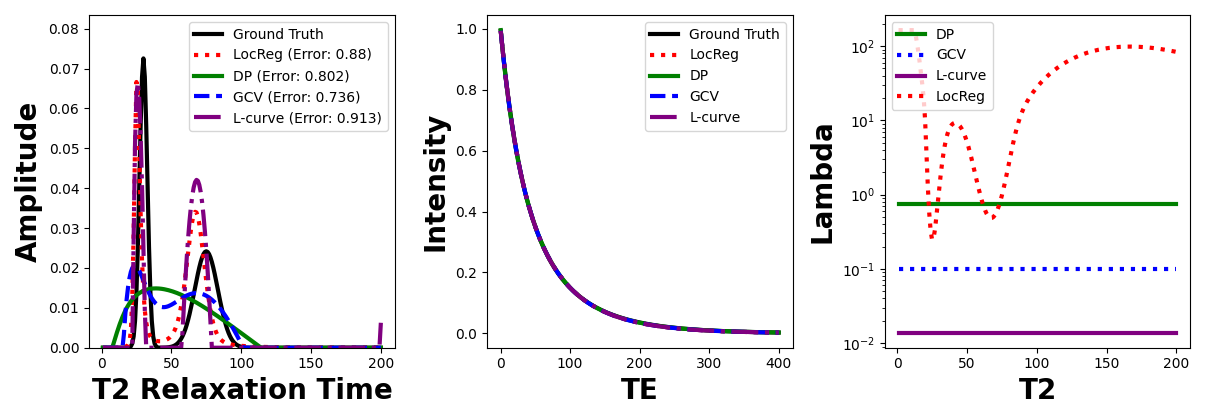 Amplitude
0.08
0.07
0.06
0.05
0.04
0.03
0.02
0.01
0.00
Ground Truth
LocReg (Error: 0.88)
DP (Error: 0.802)
GCV (Error: 0.736)
L-curve (Error: 0.913)
0 50 100 150 200
T2 Relaxation Time
Intensity
1.0
0.8
0.6
0.4
0.2
0.0
Ground Truth
LocReg
DP
GCV
L-curve
0 100 200 300 400
TE
Lambda
10²
10¹
10⁰
10⁻¹
10⁻²
DP
GCV
L-curve
LocReg
0 50 100 150 200
T2